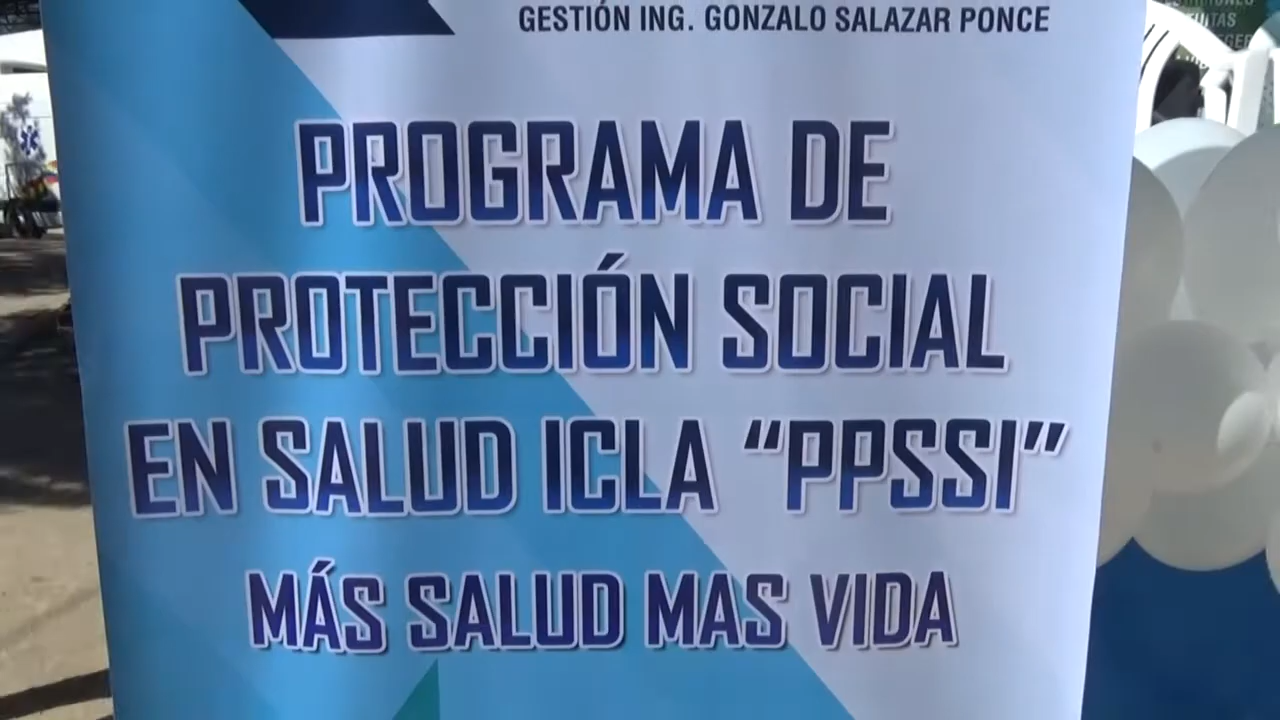 GESTIÓN ING. GONZALO SALAZAR PONCE
PROGRAMA DE
PROTECCIÓN SOCIAL
EN SALUD ICLA “PPSSI”
MÁS SALUD MAS VIDA